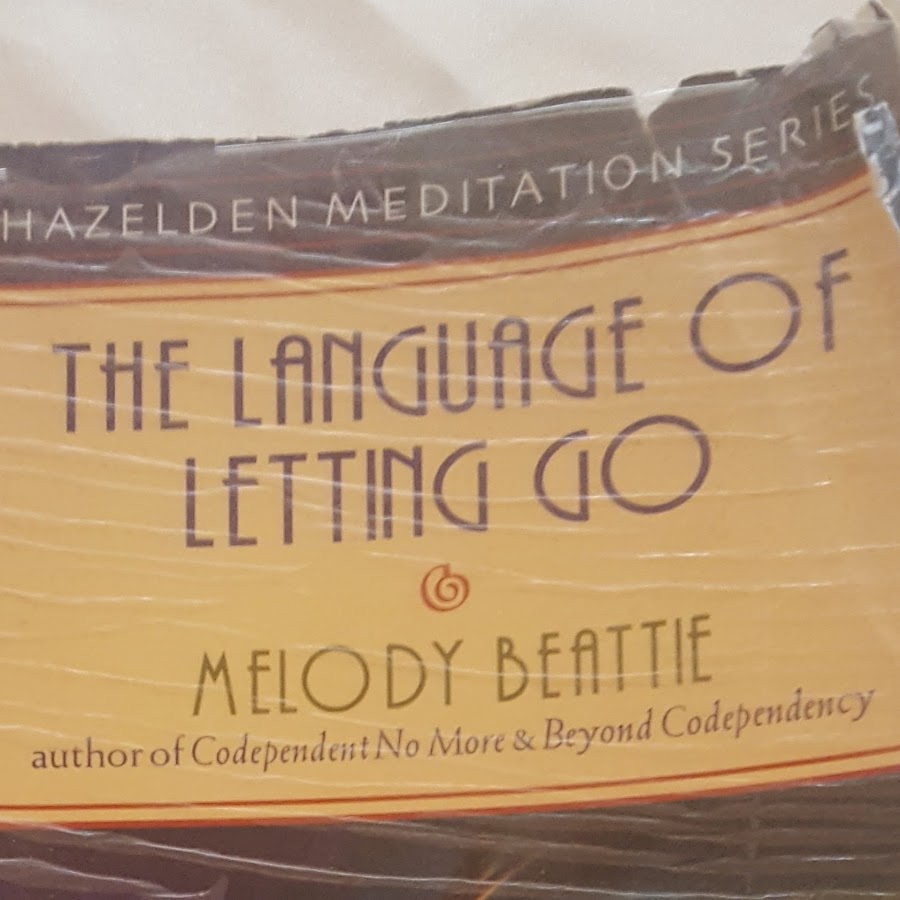 HAZELDEN MEDITATION SERIES
THE LANGUAGE OF
LETTING GO
MELODY BEATTIE
author of Codependent No More & Beyond Codependency